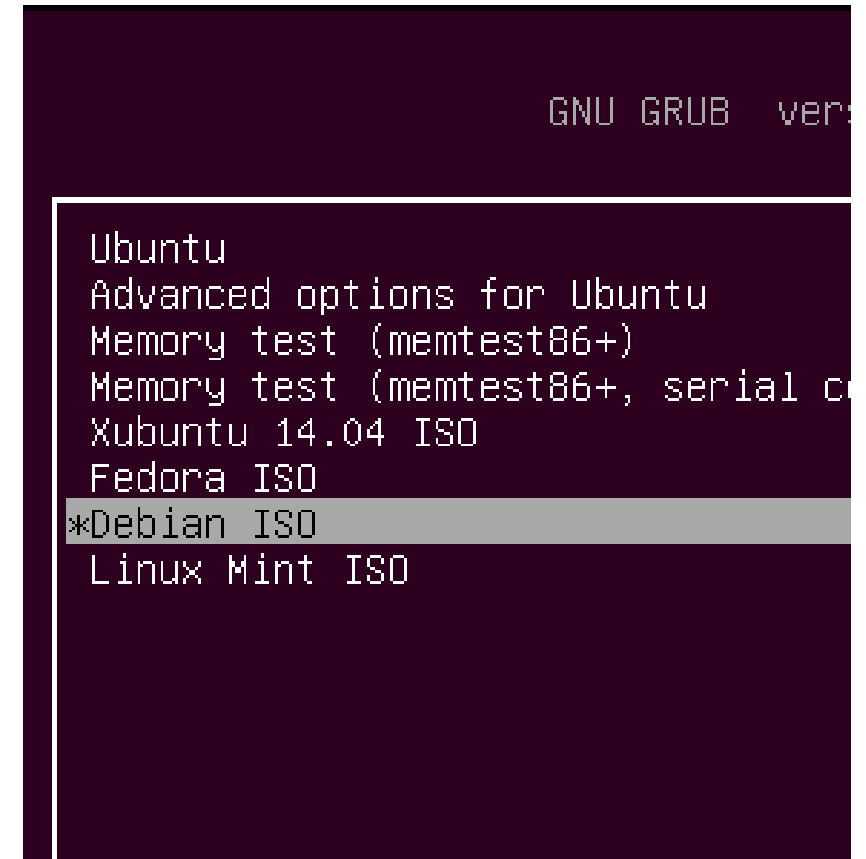 GNU GRUB
Ubuntu
Advanced options for Ubuntu
Memory test (memtest86+)
Memory test (memtest86+, serial
Xubuntu 14.04 ISO
Fedora ISO
*Debian ISO
Linux Mint ISO